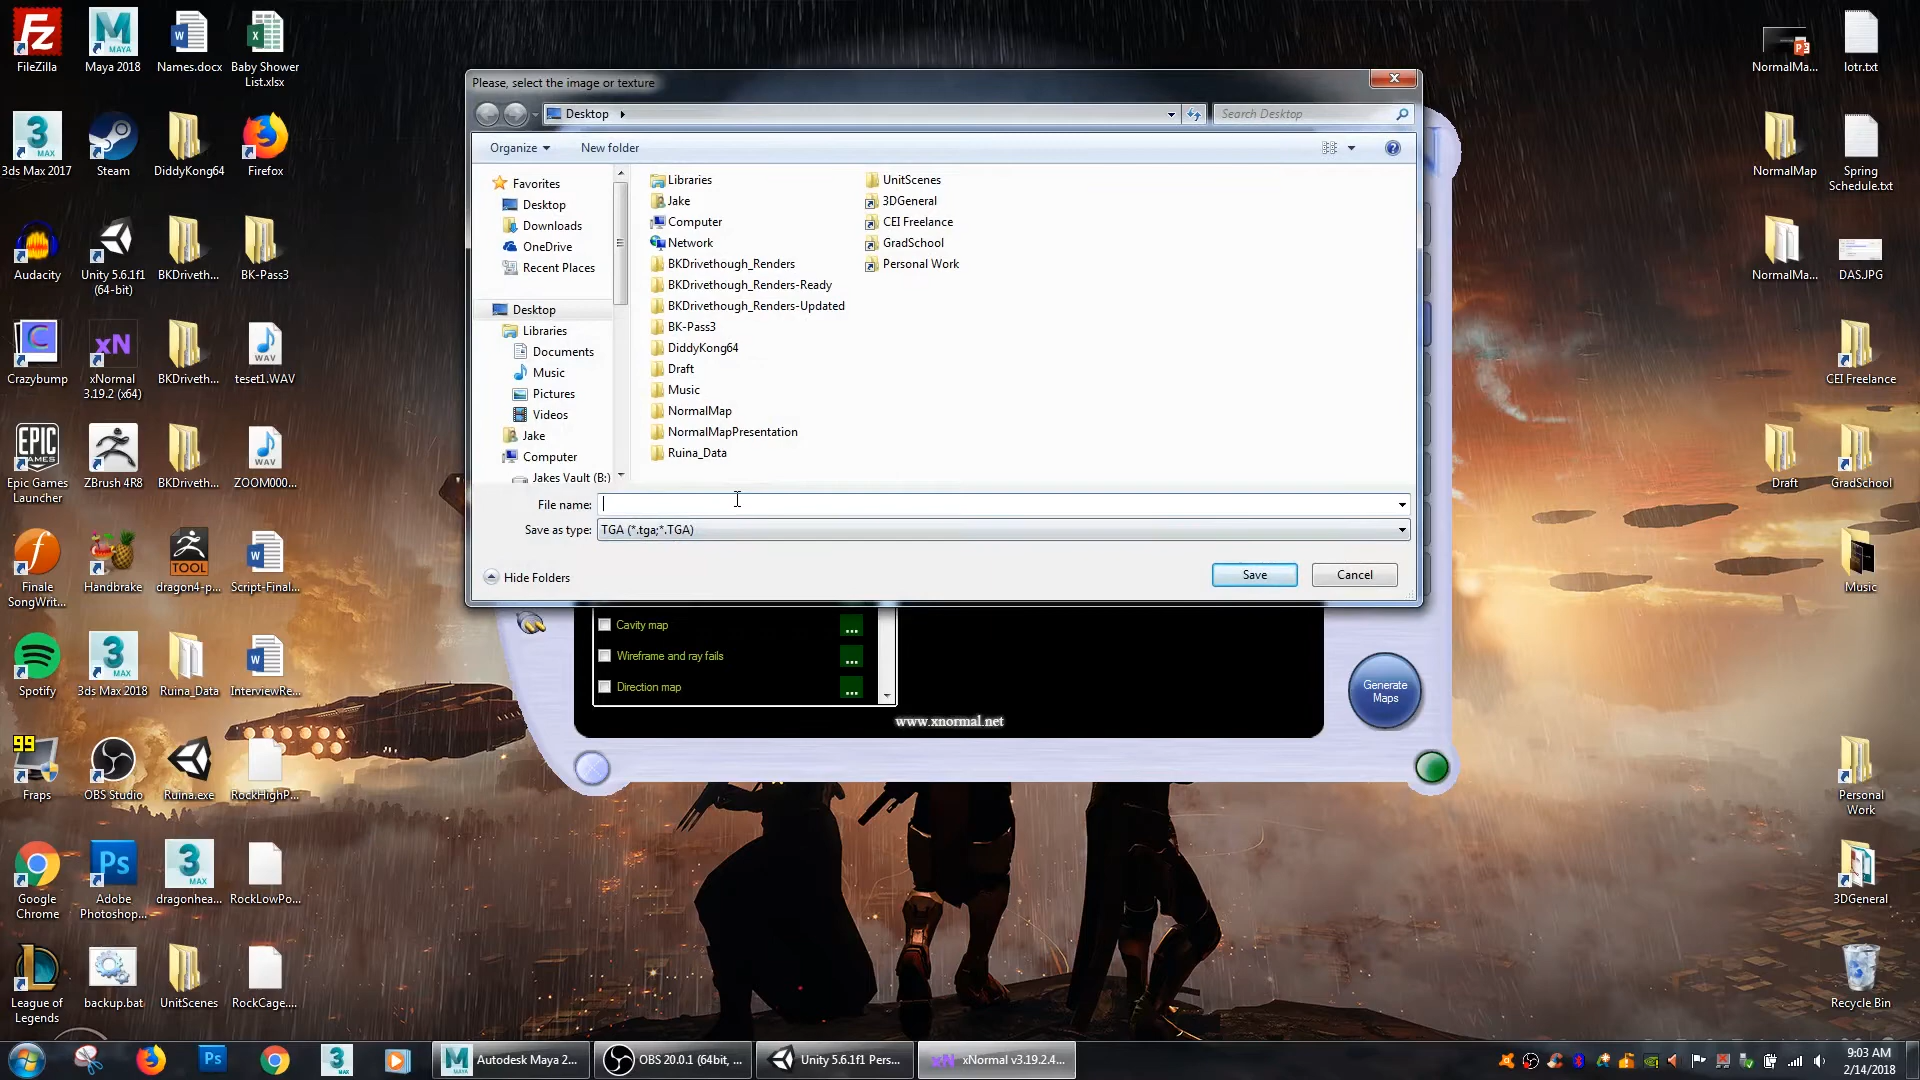 FileZilla
Maya 2018
Names.docx
Baby Shower
List.xlsx
3ds Max 2017
Steam
DiddyKong64
Firefox
Audacity
Unity 5.6.1f1
(64-bit)
BKDriveth...
BK-Pass3
Crazybump
xNormal
3.19.2 (x64)
BKDriveth...
teset1.WAV
Epic Games
Launcher
ZBrush 4R8
BKDriveth...
ZOOM000...
Finale
SongWrit...
Handbrake
dragon4-p...
Script-Final...
Spotify
3ds Max 2018
Ruina_Data
InterviewRe...
Fraps
OBS Studio
Ruina.exe
RockHighP...
Google
Chrome
Adobe
Photoshop...
dragonhea...
RockLowPo...
League of
Legends
backup.bat
UnitScenes
RockCage....
Please, select the image or texture
Desktop
Search Desktop
Organize
New folder
Favorites
Desktop
Downloads
OneDrive
Recent Places
Desktop
Libraries
Documents
Music
Pictures
Videos
Jake
Computer
Jakes Vault (B:)
Libraries
Jake
Computer
Network
BKDrivethough_Renders
BKDrivethough_Renders-Ready
BKDrivethough_Renders-Updated
BK-Pass3
DiddyKong64
Draft
Music
NormalMap
NormalMapPresentation
Ruina_Data
UnitScenes
3DGeneral
CEI Freelance
GradSchool
Personal Work
File name:
Save as type:
TGA (*.tga;*.TGA)
Hide Folders
Save
Cancel
Cavity map
...
Wireframe and ray fails
...
Direction map
...
www.xnormal.net
Generate
Maps
NormalMa...
lotr.txt
NormalMap
Spring
Schedule.txt
NormalMa...
DAS.JPG
CEI Freelance
Draft
GradSchool
Music
Personal
Work
3DGeneral
Recycle Bin
Autodesk Maya 2...
OBS 20.0.1 (64bit, ...
Unity 5.6.1f1 Pers...
xNormal v3.19.2.4...
9:03 AM
2/14/2018